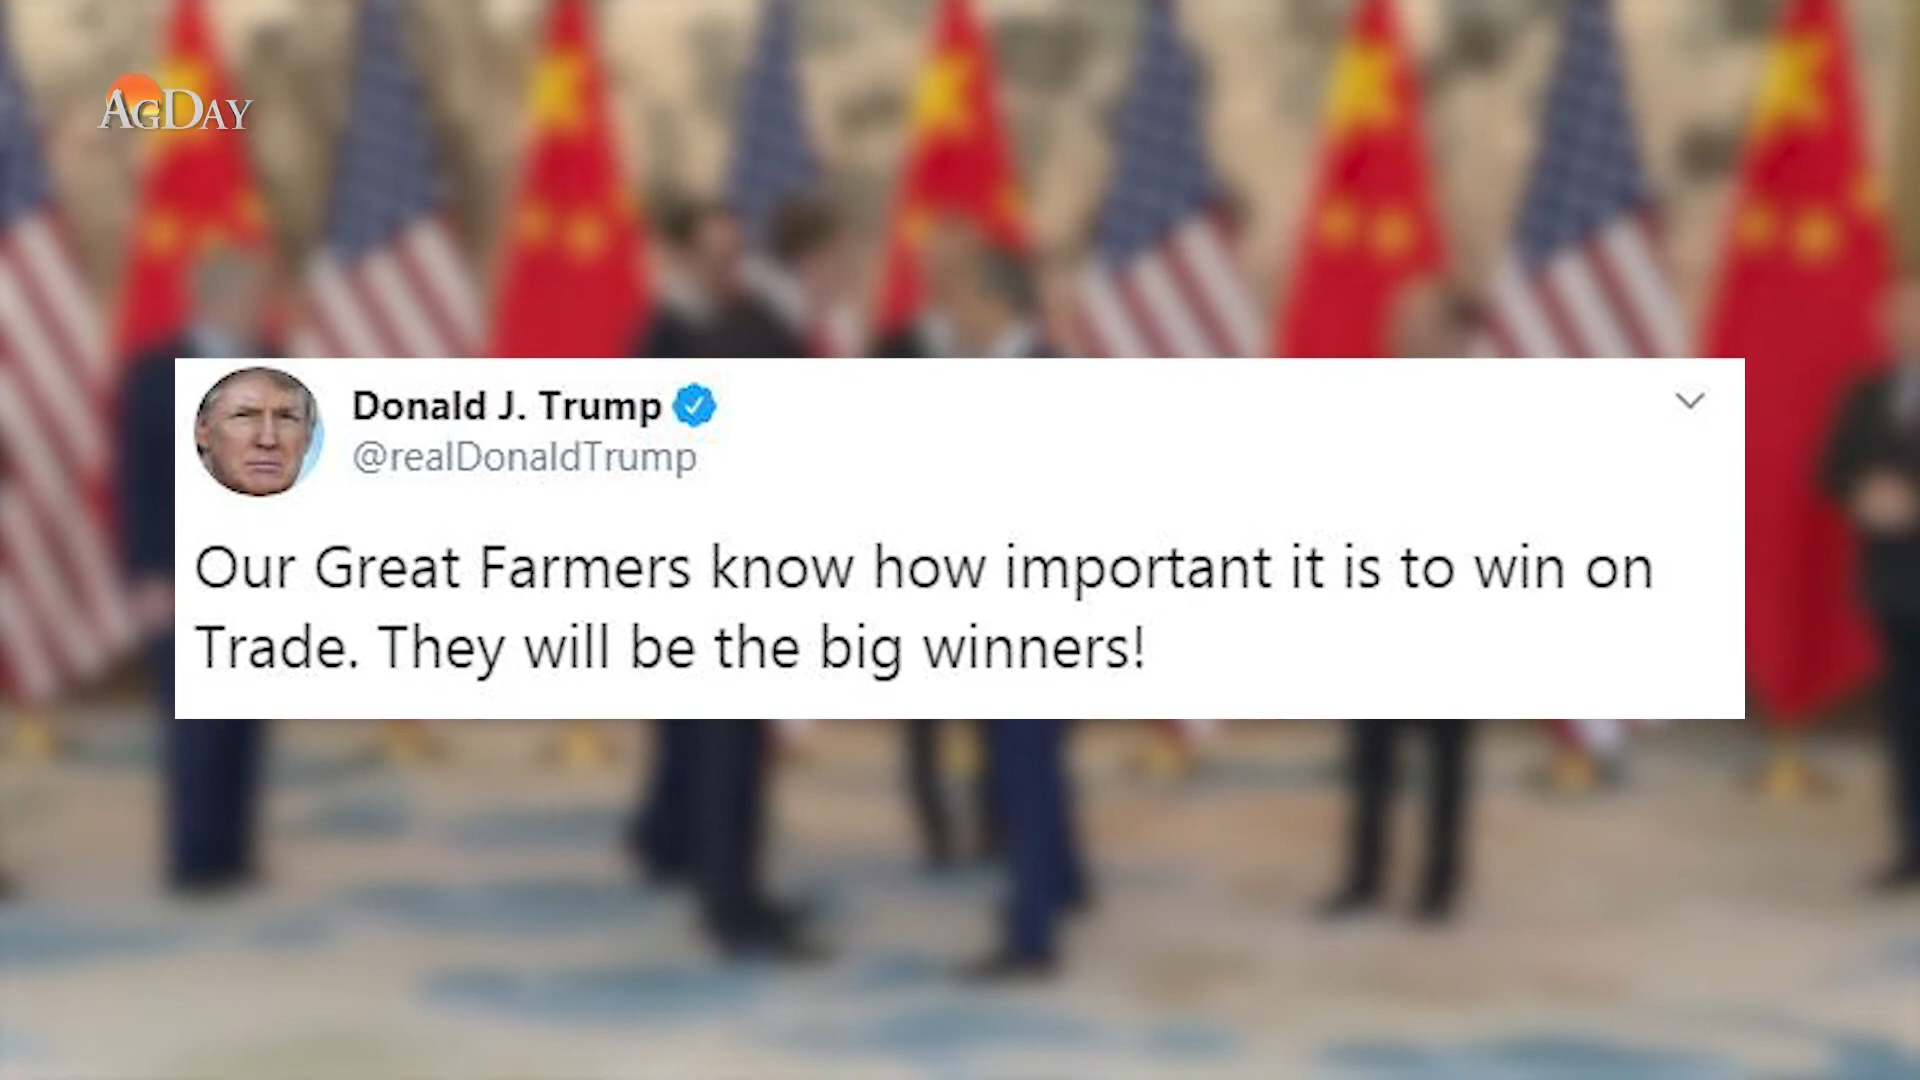 AGDAY
Donald J. Trump
@realDonaldTrump
Our Great Farmers know how important it is to win on
Trade. They will be the big winners!